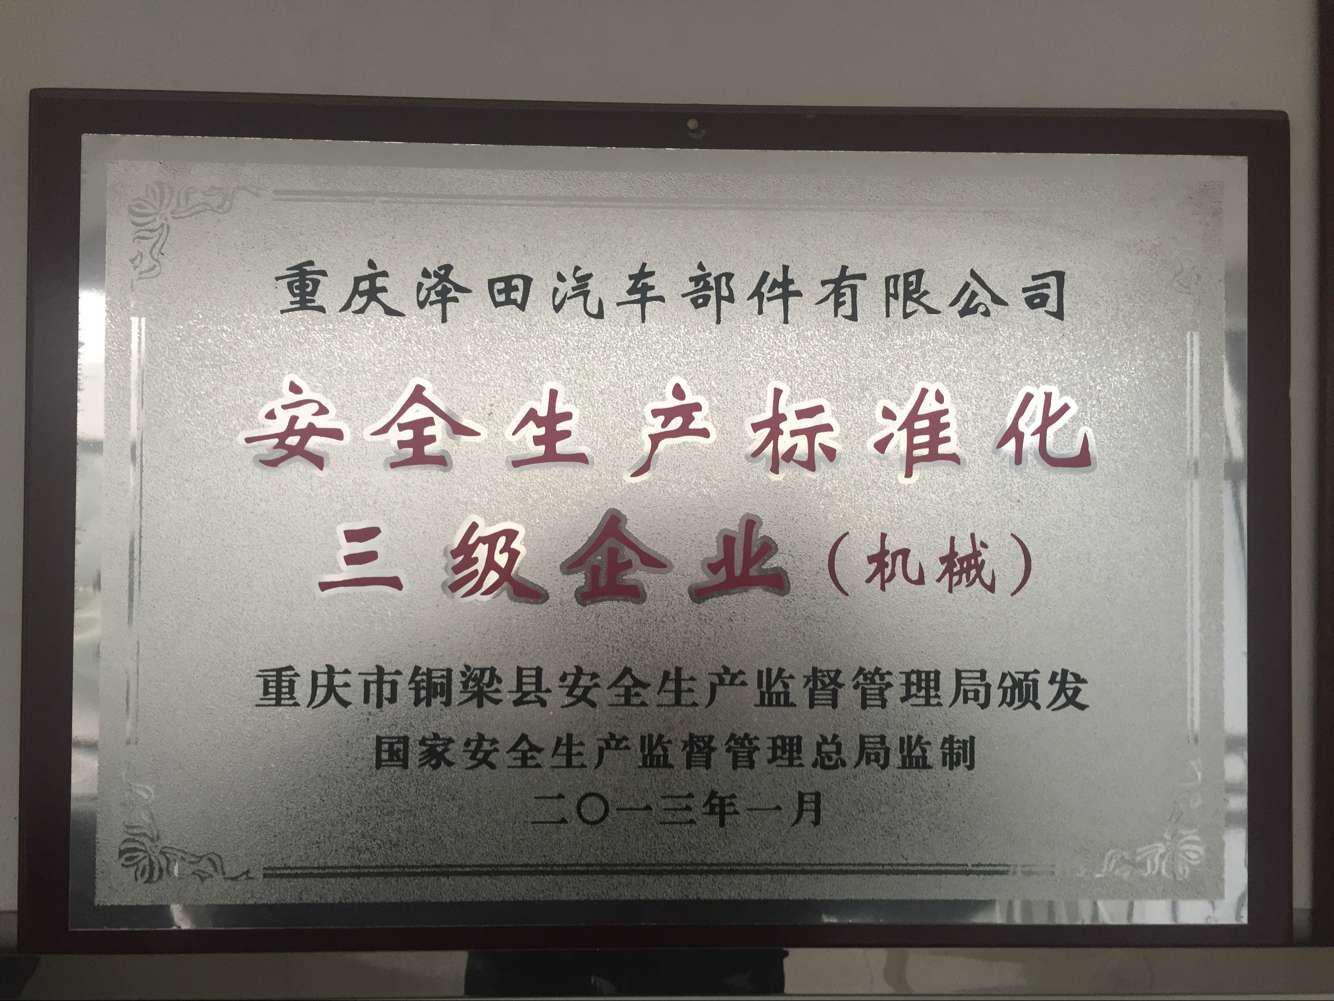 重庆泽田汽车部件有限公司
安全生产标准化
三级企业（机械）
重庆市铜梁县安全生产监督管理局颁发
国家安全生产监督管理总局监制
二〇一三年一月